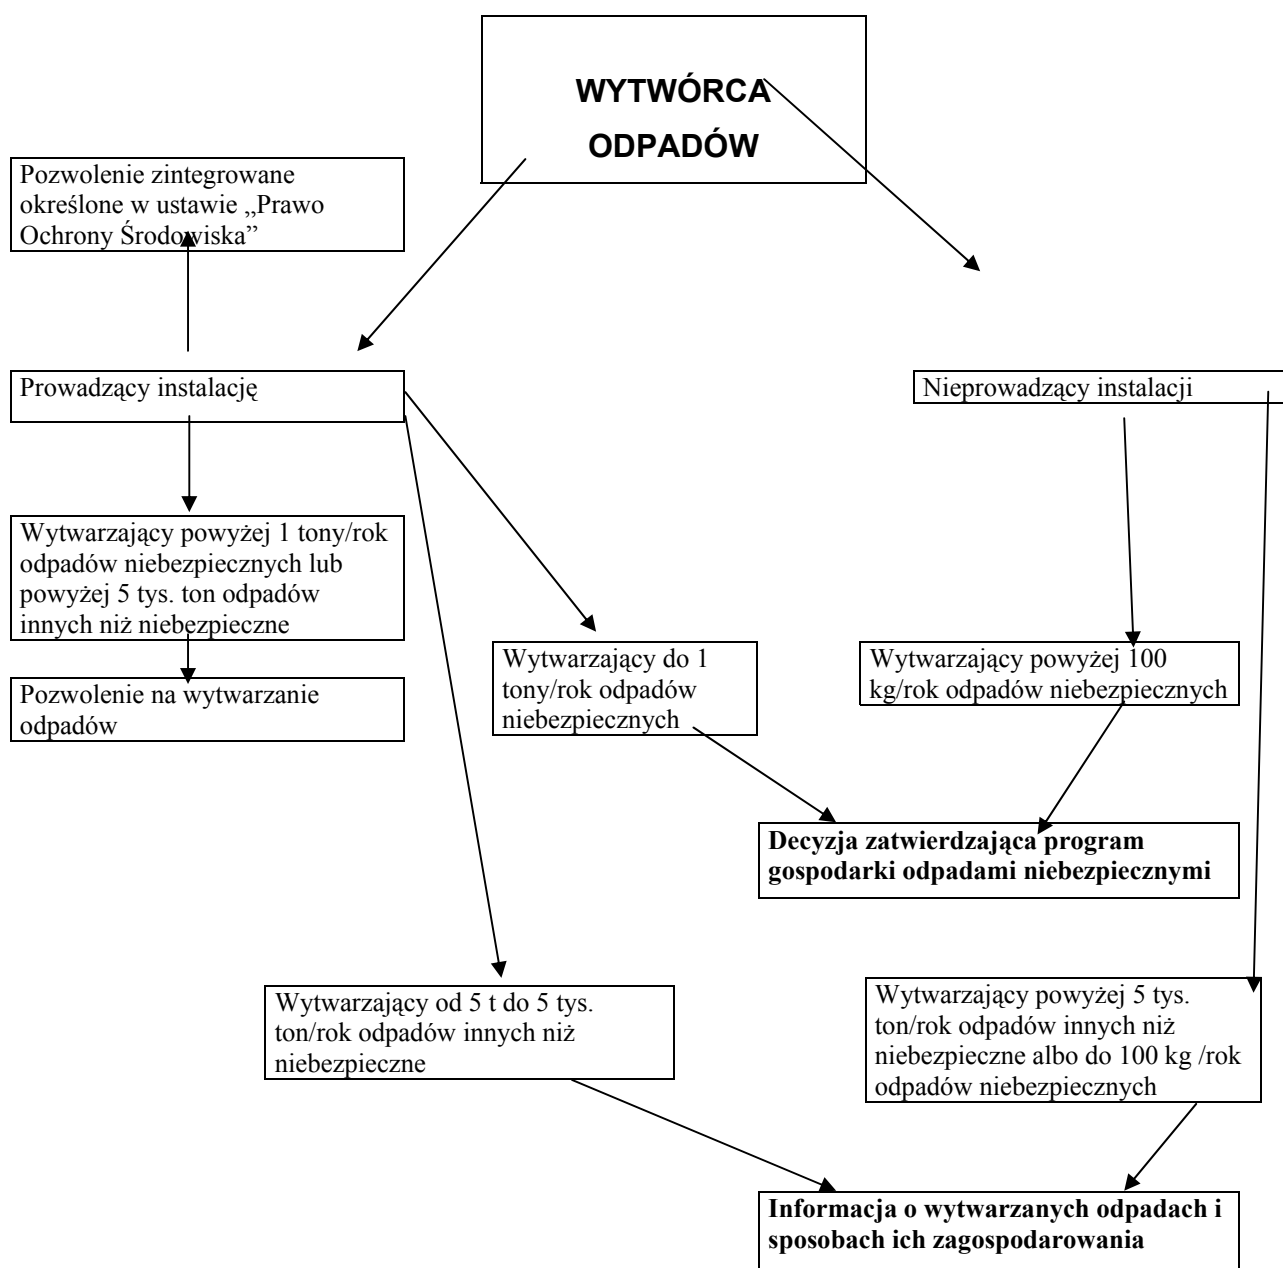 WYTWÓRCA
ODPADÓW
Pozwolenie zintegrowane
określone w ustawie „Prawo
Ochrony Środowiska”
Prowadzący instalację
Nieprowadzący instalacji
Wytwarzający powyżej 1 tony/rok
odpadów niebezpiecznych lub
powyżej 5 tys. ton odpadów
innych niż niebezpieczne
Pozwolenie na wytwarzanie
odpadów
Wytwarzający do 1
tony/rok odpadów
niebezpiecznych
Wytwarzający powyżej 100
kg/rok odpadów niebezpiecznych
Decyzja zatwierdzająca program
gospodarki odpadami niebezpiecznymi
Wytwarzający od 5 t do 5 tys.
ton/rok odpadów innych niż
niebezpieczne
Wytwarzający powyżej 5 tys.
ton/rok odpadów innych niż
niebezpieczne albo do 100 kg /rok
odpadów niebezpiecznych
Informacja o wytwarzanych odpadach i
sposobach ich zagospodarowania